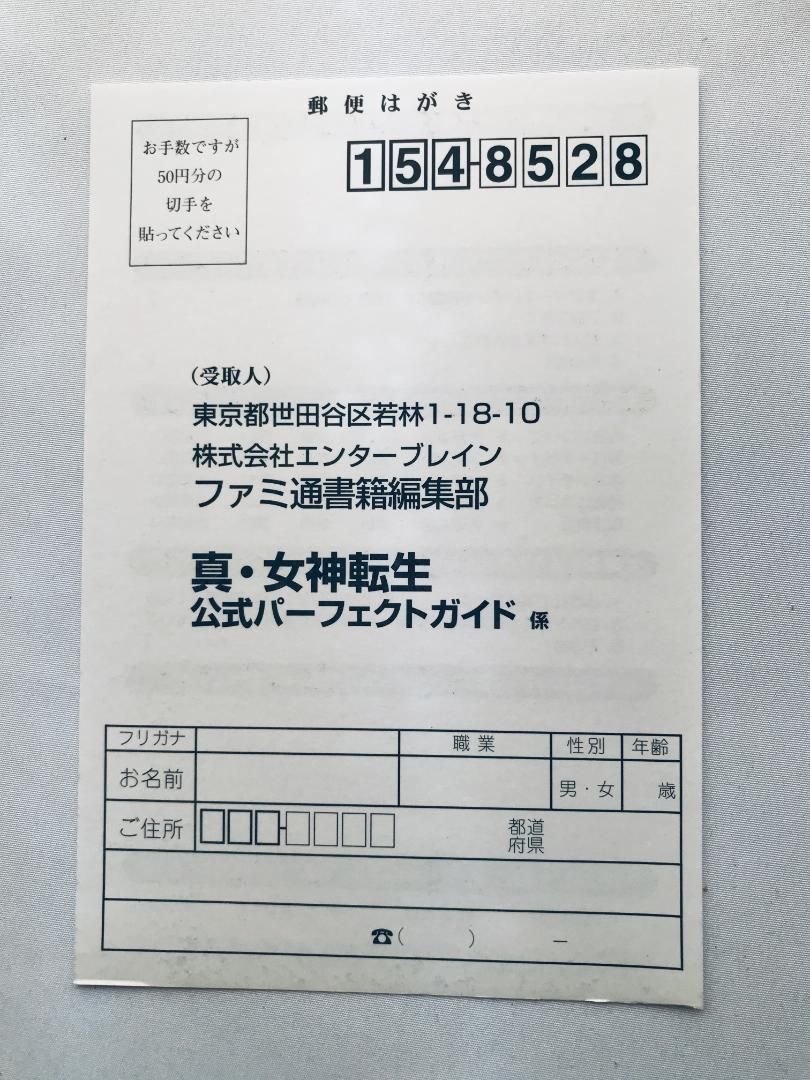 郵便はがき
お手数ですが
50円分の
切手を
貼ってください
154-8528
(受取人)
東京都世田谷区若林1-18-10
株式会社エンターブレイン
ファミ通書籍編集部
真・女神転生
公式パーフェクトガイド 係
フリガナ 職業 性別 年齢
お名前 男・女 歳
ご住所 - 都道
府県
☎( ) −